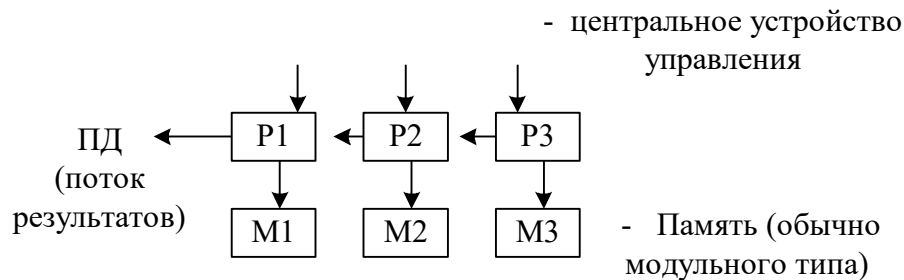 - центральное устройство
управления
P1 P2 P3
ПД
(поток
результатов)
M1 M2 M3
- Память (обычно
модульного типа)